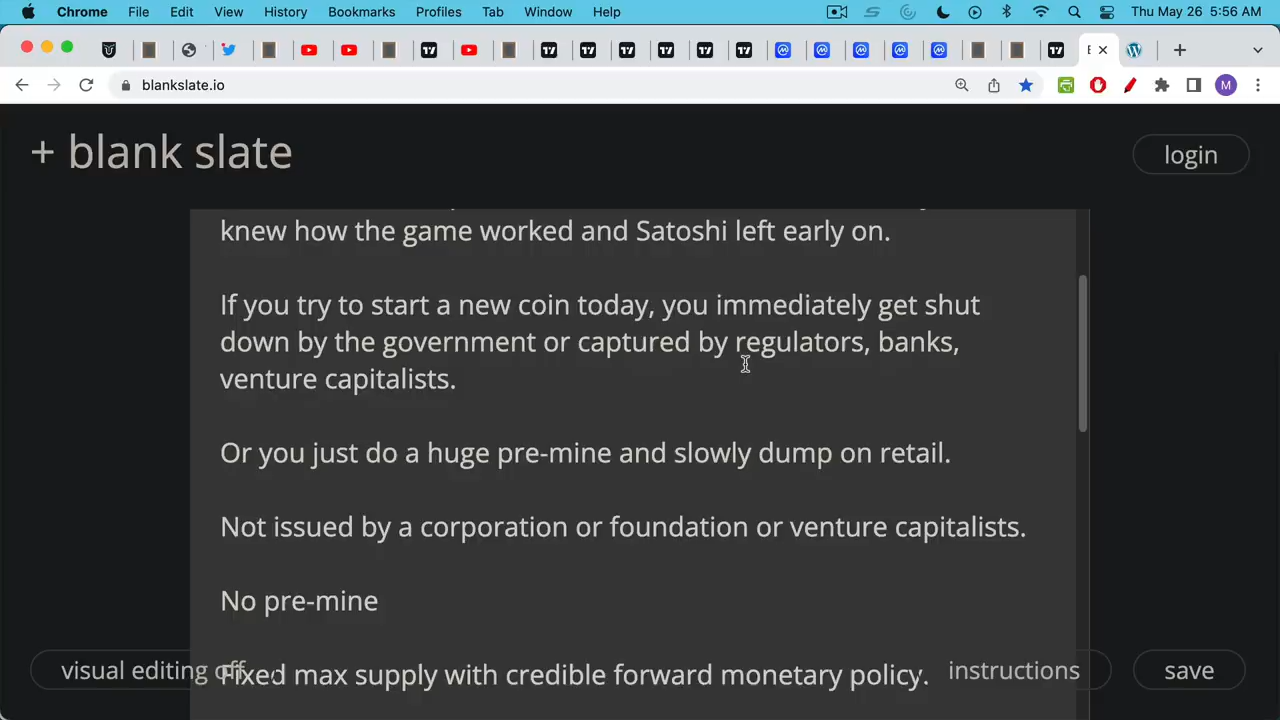 Chrome File Edit View History Bookmarks Profiles Tab Window Help Thu May 26 5:56 AM
blankslate.io M
+ blank slate
login
knew how the game worked and Satoshi left early on.
If you try to start a new coin today, you immediately get shut
down by the government or captured by regulators, banks,
venture capitalists.
Or you just do a huge pre-mine and slowly dump on retail.
Not issued by a corporation or foundation or venture capitalists.
No pre-mine
visual editing off
Fixed max supply with credible forward monetary policy.
instructions
save